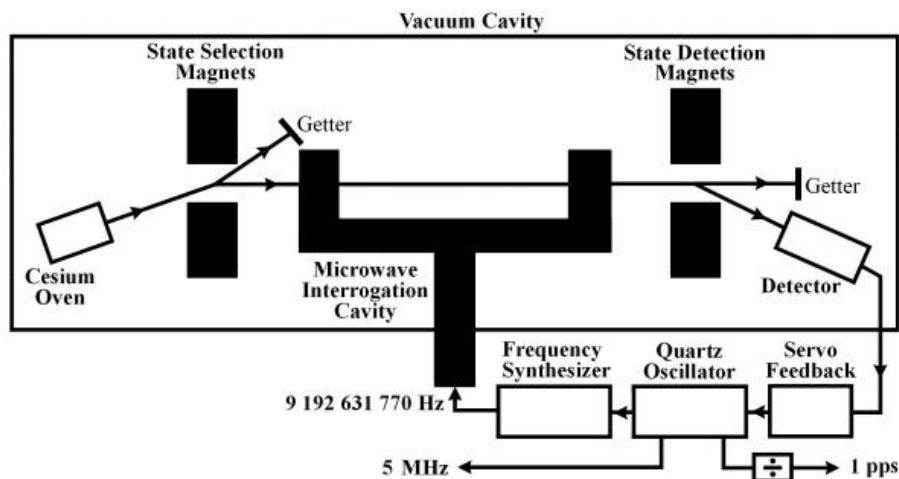 Vacuum Cavity
State Selection
Magnets
State Detection
Magnets
Getter
Getter
Cesium
Oven
Microwave
Interrogation
Cavity
Detector
Frequency
Synthesizer
Quartz
Oscillator
Servo
Feedback
9 192 631 770 Hz
5 MHz
÷
1 pps